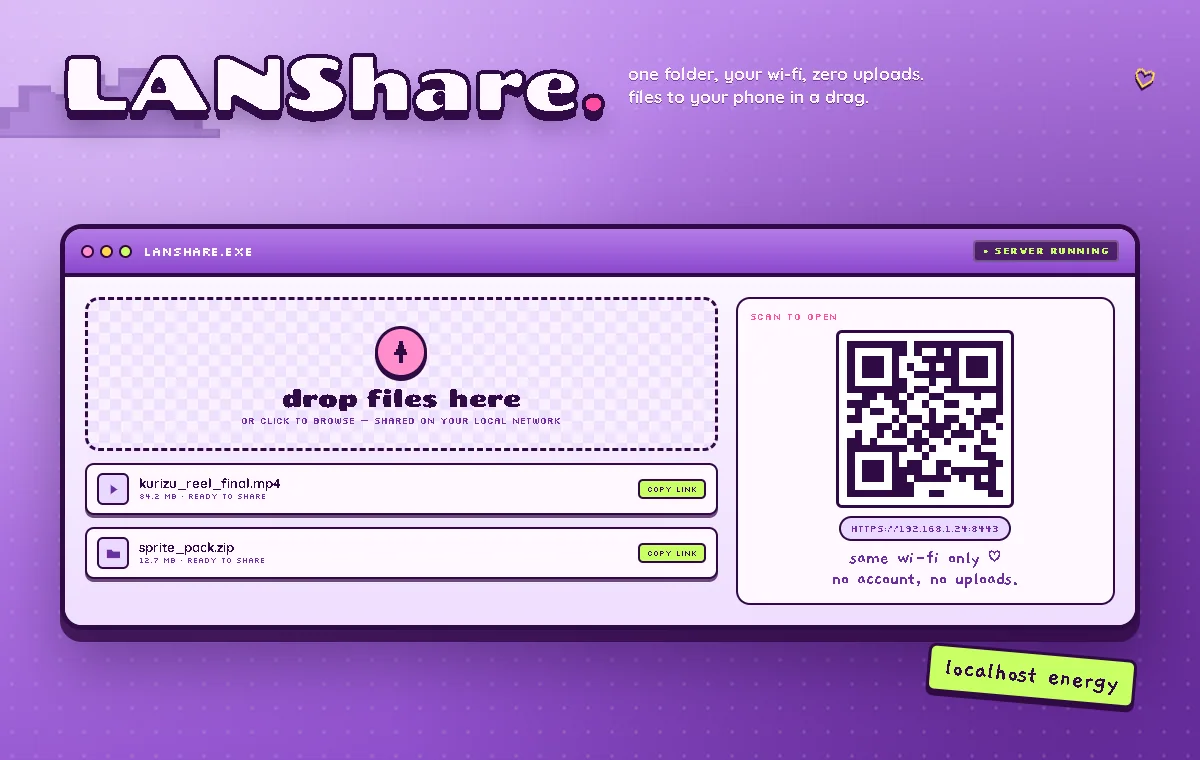 LANShare.
one folder, your wi-fi, zero uploads.
files to your phone in a drag.
LANSHARE.EXE
• SERVER RUNNING
drop files here
OR CLICK TO BROWSE — SHARED ON YOUR LOCAL NETWORK
kurizu_reel_final.mp4
84.2 MB · READY TO SHARE
COPY LINK
sprite_pack.zip
12.7 MB · READY TO SHARE
COPY LINK
SCAN TO OPEN
HTTPS://192.168.1.24:8443
same wi-fi only ♡
no account, no uploads.
localhost energy